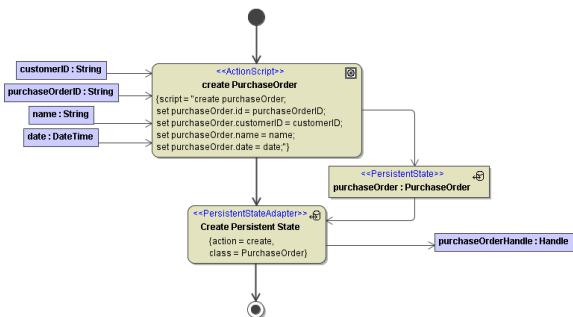 customerID : String
purchaseOrderID : String
name : String
date : DateTime
<<ActionScript>>
create PurchaseOrder
{script = "create purchaseOrder;
set purchaseOrder.id = purchaseOrderID;
set purchaseOrder.customerID = customerID;
set purchaseOrder.name = name;
set purchaseOrder.date = date;"}
<<PersistentState>>
purchaseOrder : PurchaseOrder
<<PersistentStateAdapter>>
Create Persistent State
{action = create,
class = PurchaseOrder}
purchaseOrderHandle : Handle